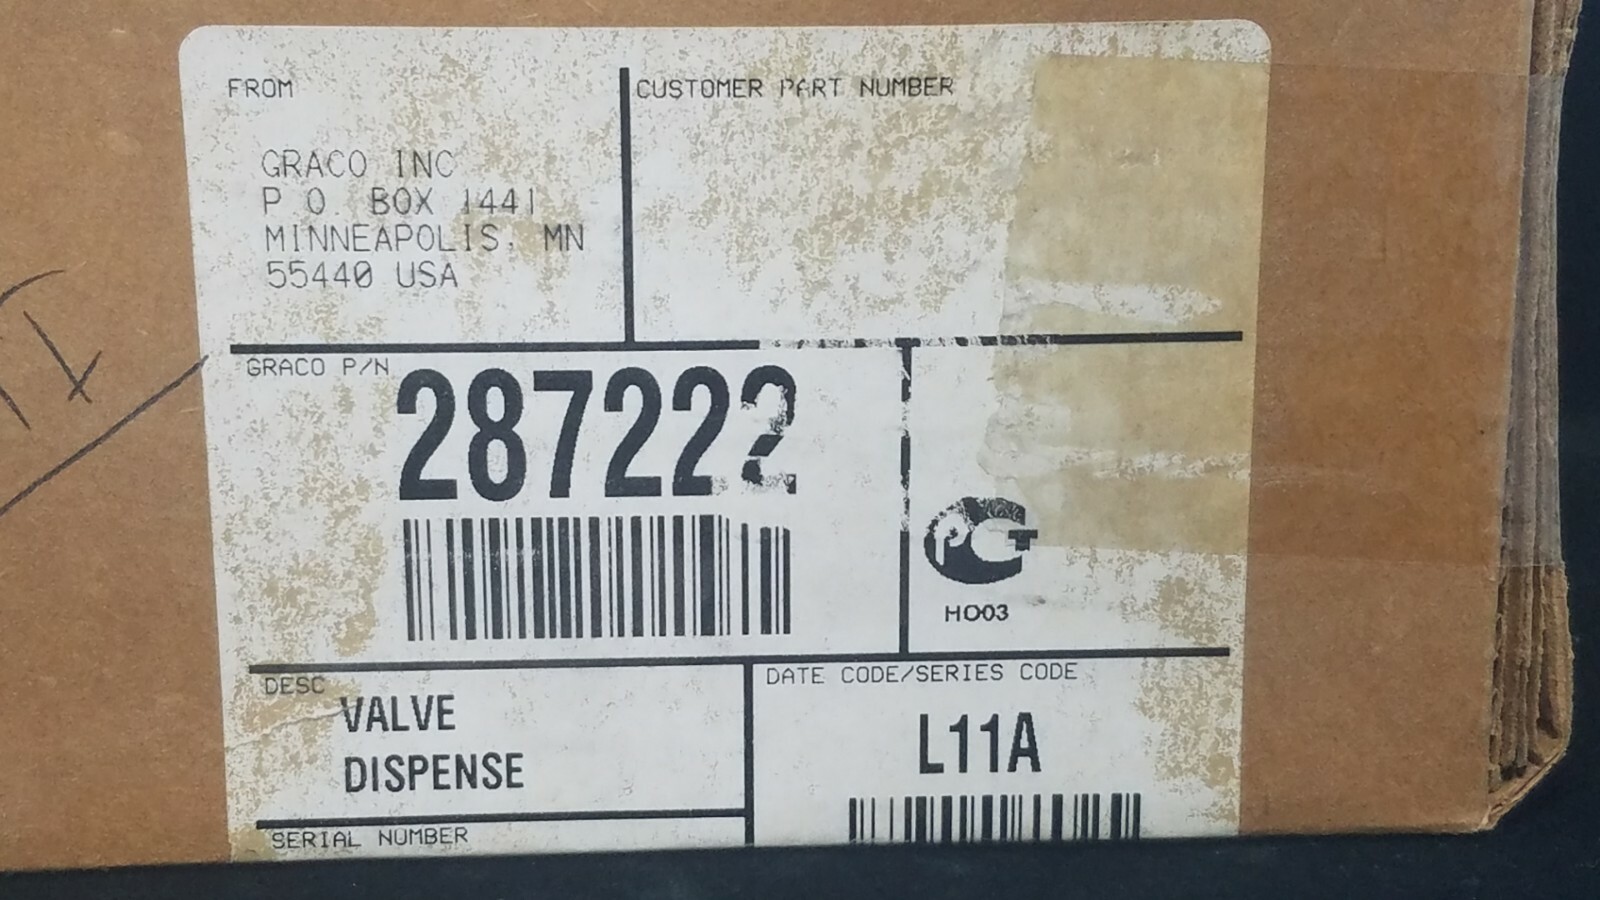 FROM
GRACO INC
P.O. BOX 1441
MINNEAPOLIS, MN
55440 USA
CUSTOMER PART NUMBER
GRACO P/N
287222
РСТ
HO03
DESC
VALVE
DISPENSE
DATE CODE/SERIES CODE
L11A
SERIAL NUMBER